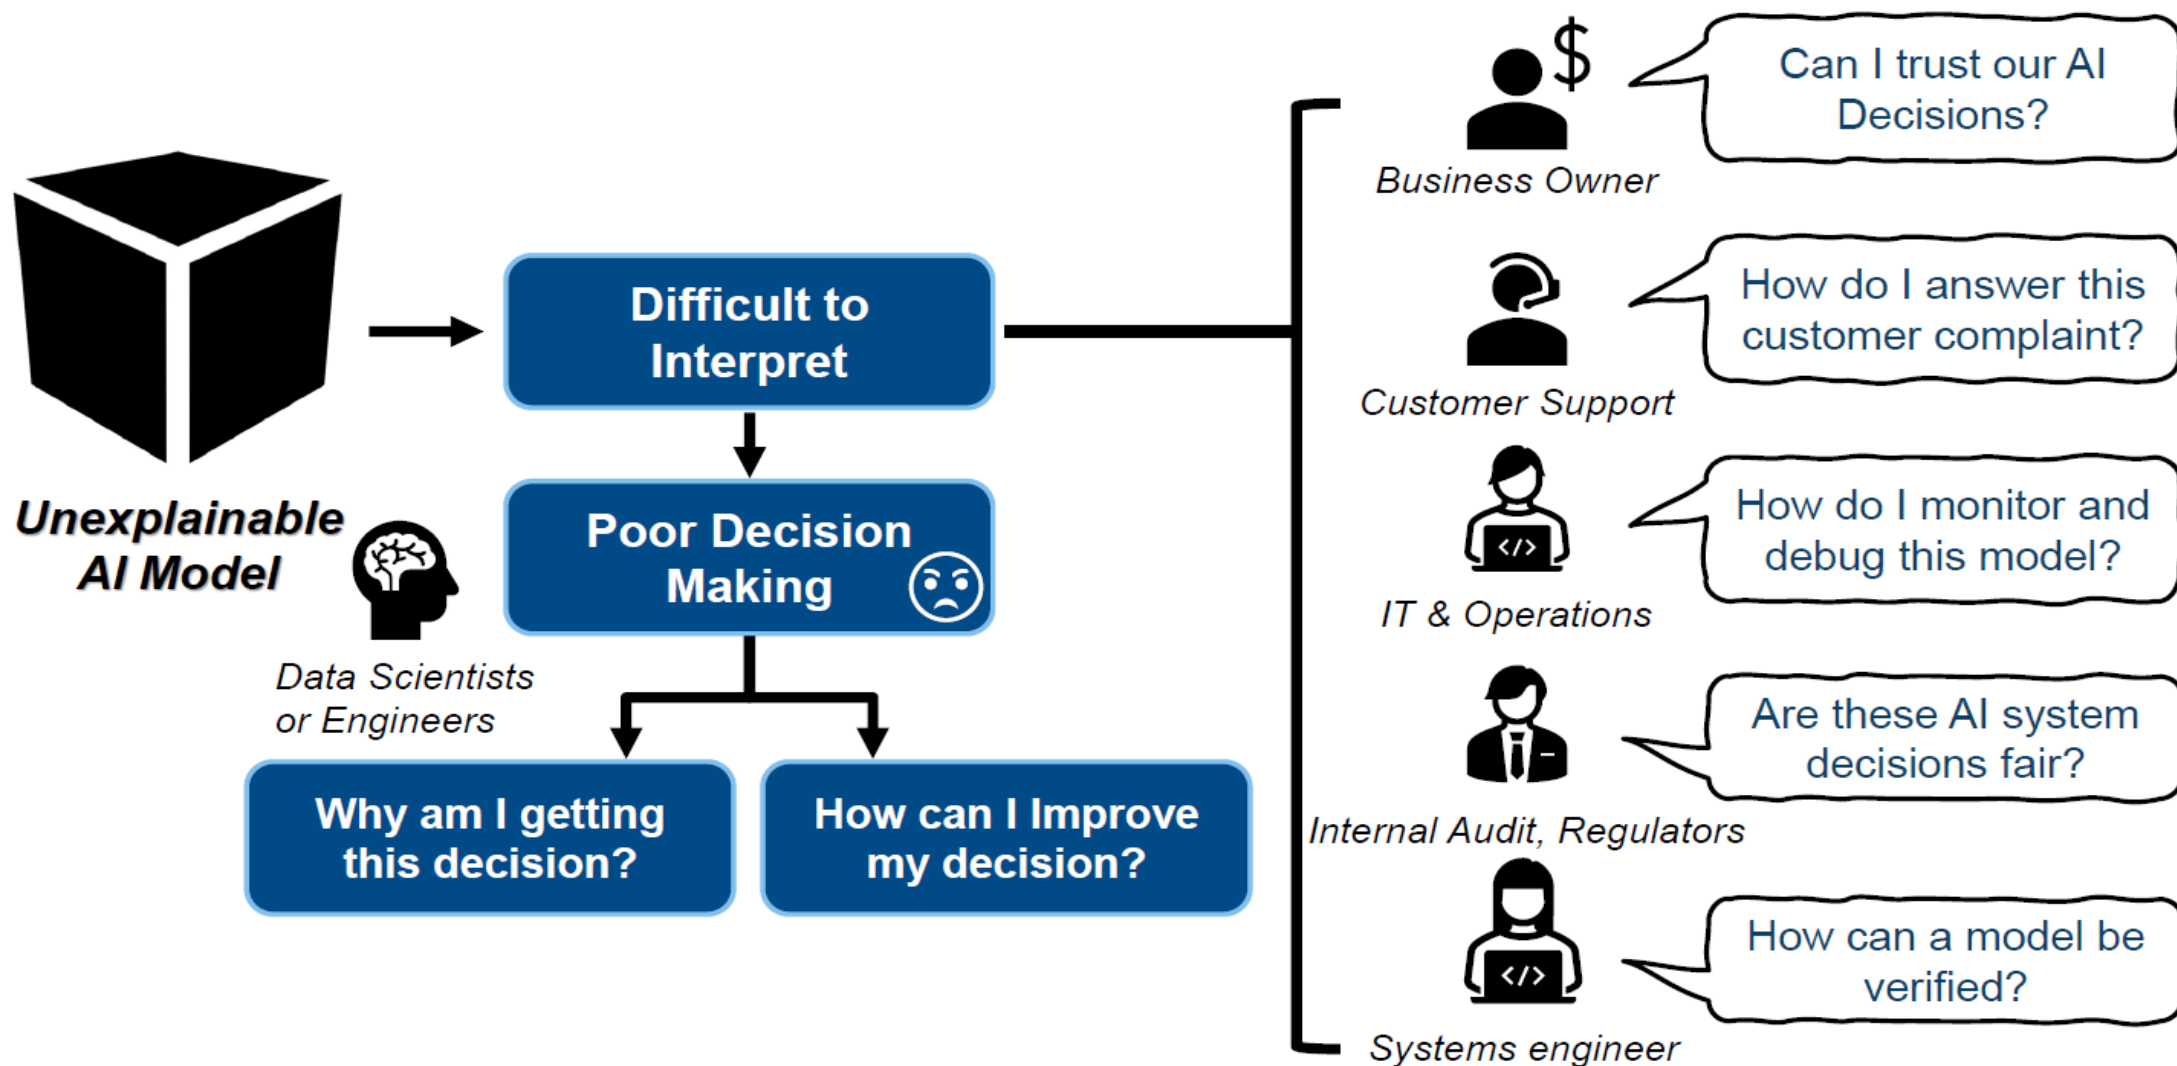 Unexplainable
AI Model
Difficult to
Interpret
Poor Decision
Making
Data Scientists
or Engineers
Why am I getting
this decision?
How can I Improve
my decision?
$
Business Owner
Can I trust our AI
Decisions?
Customer Support
How do I answer this
customer complaint?
</>
IT & Operations
How do I monitor and
debug this model?
Internal Audit, Regulators
Are these AI system
decisions fair?
</>
Systems engineer
How can a model be
verified?